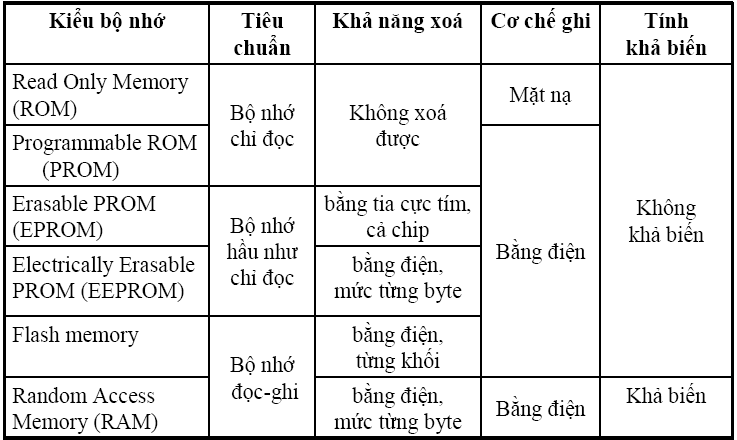 Kiểu bộ nhớ
Tiêu
chuẩn
Khả năng xoá
Cơ chế ghi
Tính
khả biến
Read Only Memory
(ROM)
Bộ nhớ
chỉ đọc
Không xoá
được
Mặt nạ
Không
khả biến
Programmable ROM
(PROM)
Bằng điện
Erasable PROM
(EPROM)
Bộ nhớ
hầu như
chỉ đọc
bằng tia cực tím,
cả chip
Electrically Erasable
PROM (EEPROM)
bằng điện,
mức từng byte
Flash memory
Bộ nhớ
đọc-ghi
bằng điện,
từng khối
Random Access
Memory (RAM)
bằng điện,
mức từng byte
Bằng điện
Khả biến